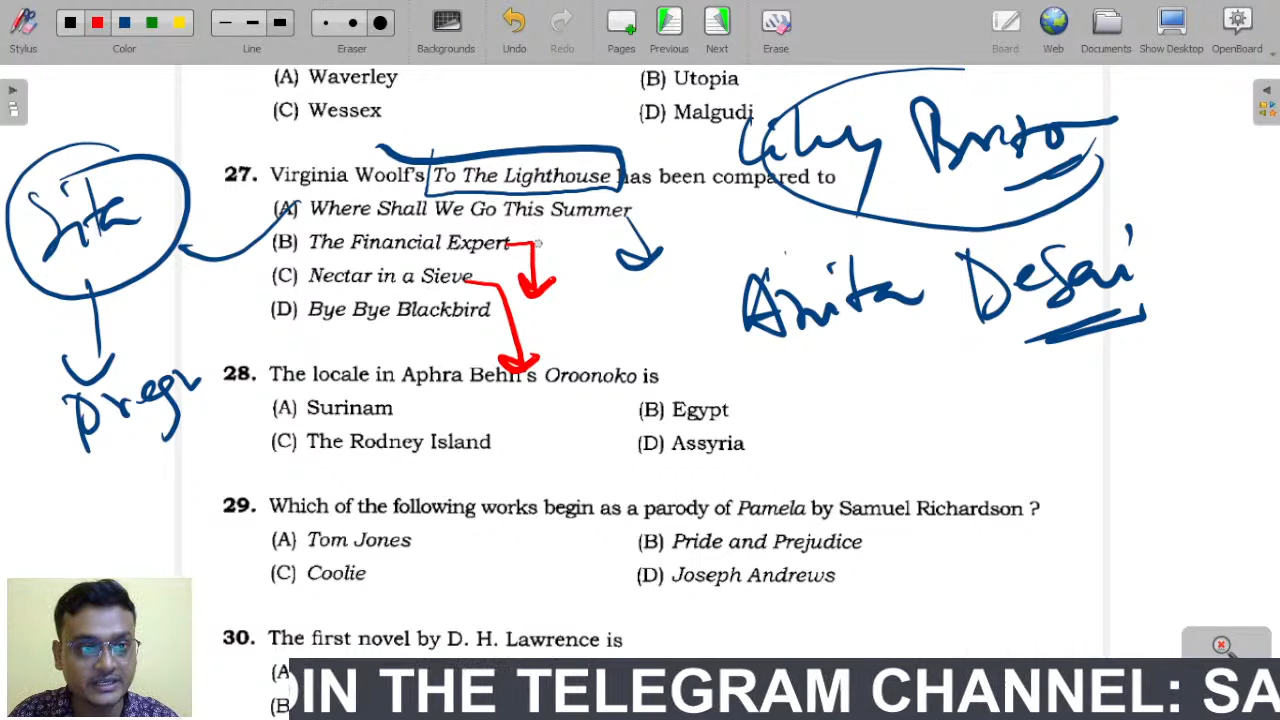 Stylus Color Line Eraser Backgrounds Undo Redo Pages Previous Next Erase Board Web Documents Show Desktop OpenBoard
(A) Waverley (B) Utopia
(C) Wessex (D) Malgudi
27. Virginia Woolf's To The Lighthouse has been compared to
(A) Where Shall We Go This Summer
(B) The Financial Expert
(C) Nectar in a Sieve
(D) Bye Bye Blackbird
Sita
Anita Desai
28. The locale in Aphra Behn's Oroonoko is
(A) Surinam (B) Egypt
(C) The Rodney Island (D) Assyria
29. Which of the following works begin as a parody of Pamela by Samuel Richardson ?
(A) Tom Jones (B) Pride and Prejudice
(C) Coolie (D) Joseph Andrews
30. The first novel by D. H. Lawrence is
(A
(B
OIN THE TELEGRAM CHANNEL: SA